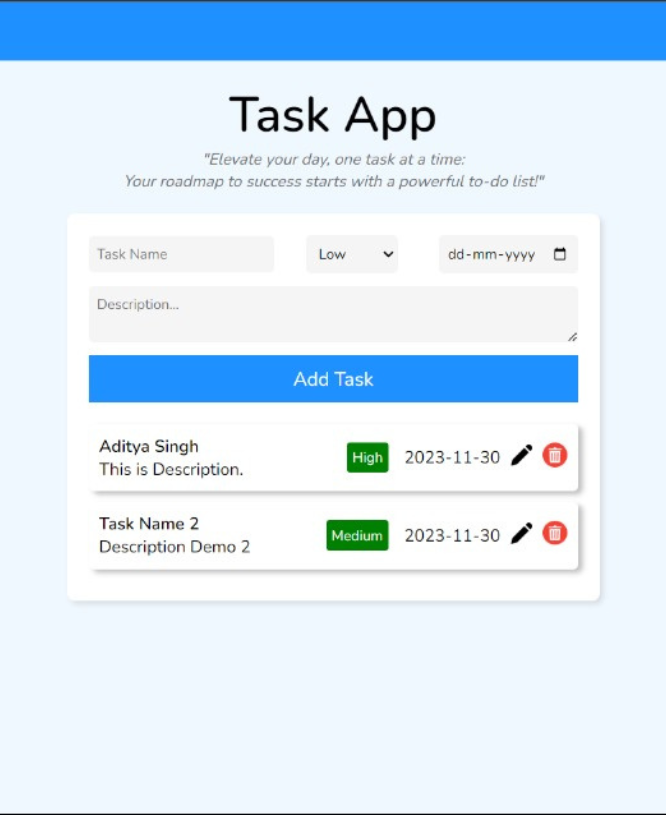 Task App
"Elevate your day, one task at a time:
Your roadmap to success starts with a powerful to-do list!"
Task Name Low dd-mm-yyyy
Description...
Add Task
Aditya Singh
This is Description.
High 2023-11-30
Task Name 2
Description Demo 2
Medium 2023-11-30